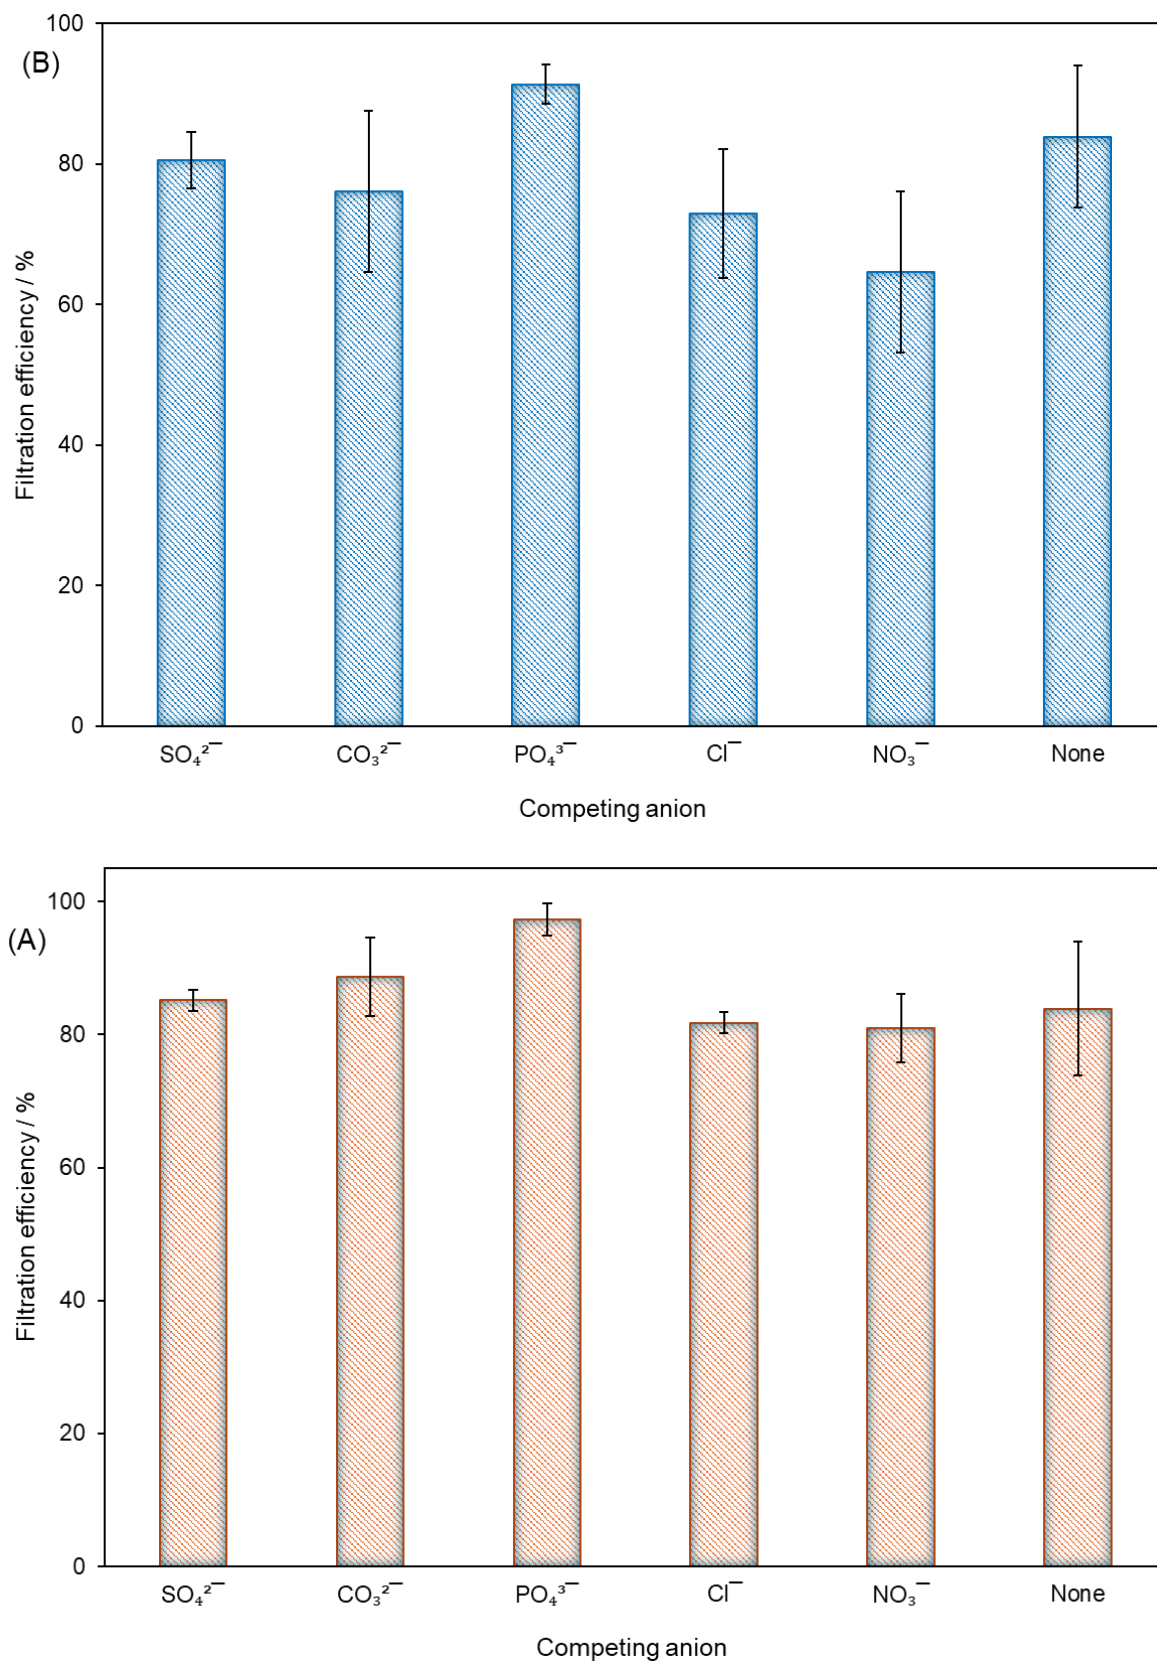 (B)
Filtration efficiency / %
100
80
60
40
20
0
SO₄²⁻ CO₃²⁻ PO₄³⁻ Cl⁻ NO₃⁻ None
Competing anion
(A)
Filtration efficiency / %
100
80
60
40
20
0
SO₄²⁻ CO₃²⁻ PO₄³⁻ Cl⁻ NO₃⁻ None
Competing anion